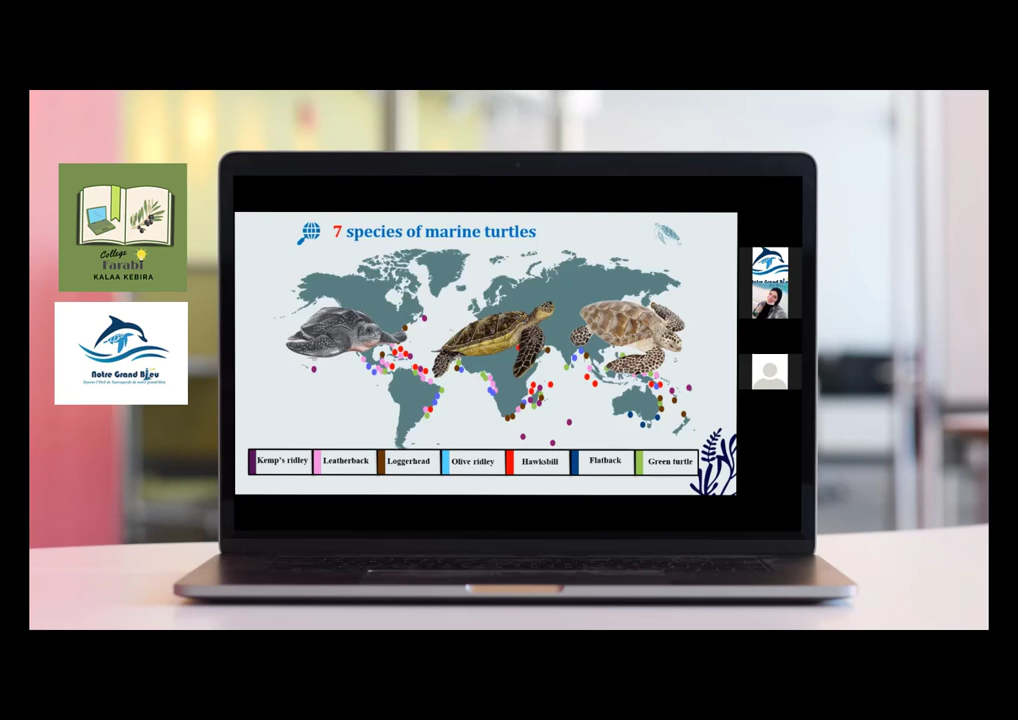 College
Farabi
KALAA KEBIRA
Notre Grand Bleu
7 species of marine turtles
Kemp's ridley
Leatherback
Loggerhead
Olive ridley
Hawksbill
Flatback
Green turtle